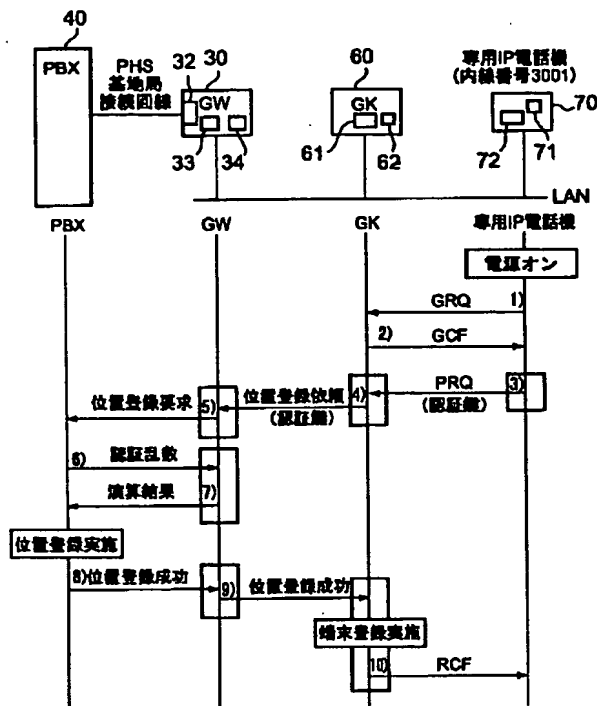 40
PBX
PHS
基地局
接続回線
32
30
GW
33
34
60
GK
61
62
専用IP電話機
(内線番号3001)
70
72
71
LAN
PBX
GW
GK
専用IP電話機
電源オン
GRQ
1)
2)
GCF
PRQ
3)
(認証鍵)
位置登録依頼
4)
(認証鍵)
位置登録要求
5)
6)
認証乱数
演算結果
7)
位置登録実施
8)位置登録成功
9)
位置登録成功
端末登録実施
10)
RCF